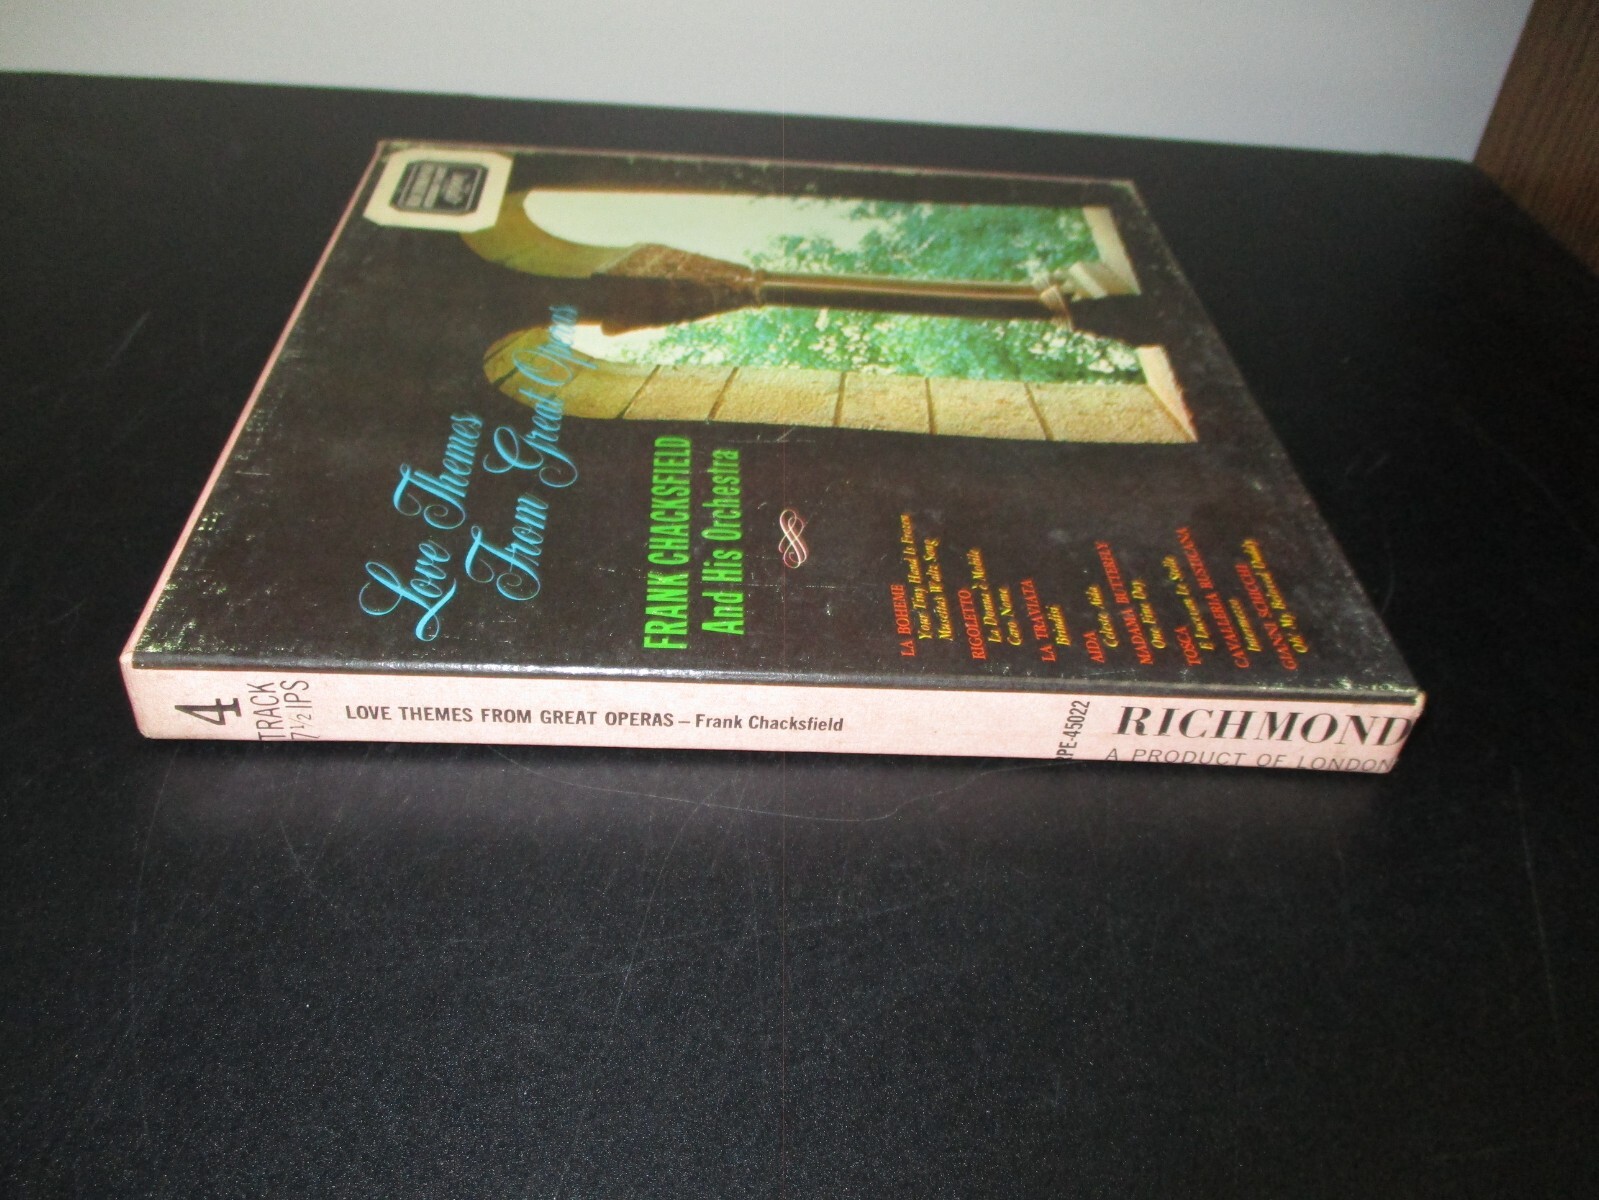 Love Themes
From Great Operas
FRANK CHACKSFIELD
And His Orchestra
LA BOHEME
Your Tiny Hand Is Frozen
Musetta's Waltz Song
RIGOLETTO
La Donna è Mobile
Caro Nome
LA TRAVIATA
Brindisi
AIDA
Celeste Aida
MADAMA BUTTERFLY
One Fine Day
TOSCA
E Lucevan Le Stelle
CAVALLERIA RUSTICANA
Intermezzo
GIANNI SCHICCHI
Oh! My Beloved Daddy
4
TRACK
7 1/2 IPS
LOVE THEMES FROM GREAT OPERAS – Frank Chacksfield
RPE-45022
RICHMOND
A PRODUCT OF LONDON